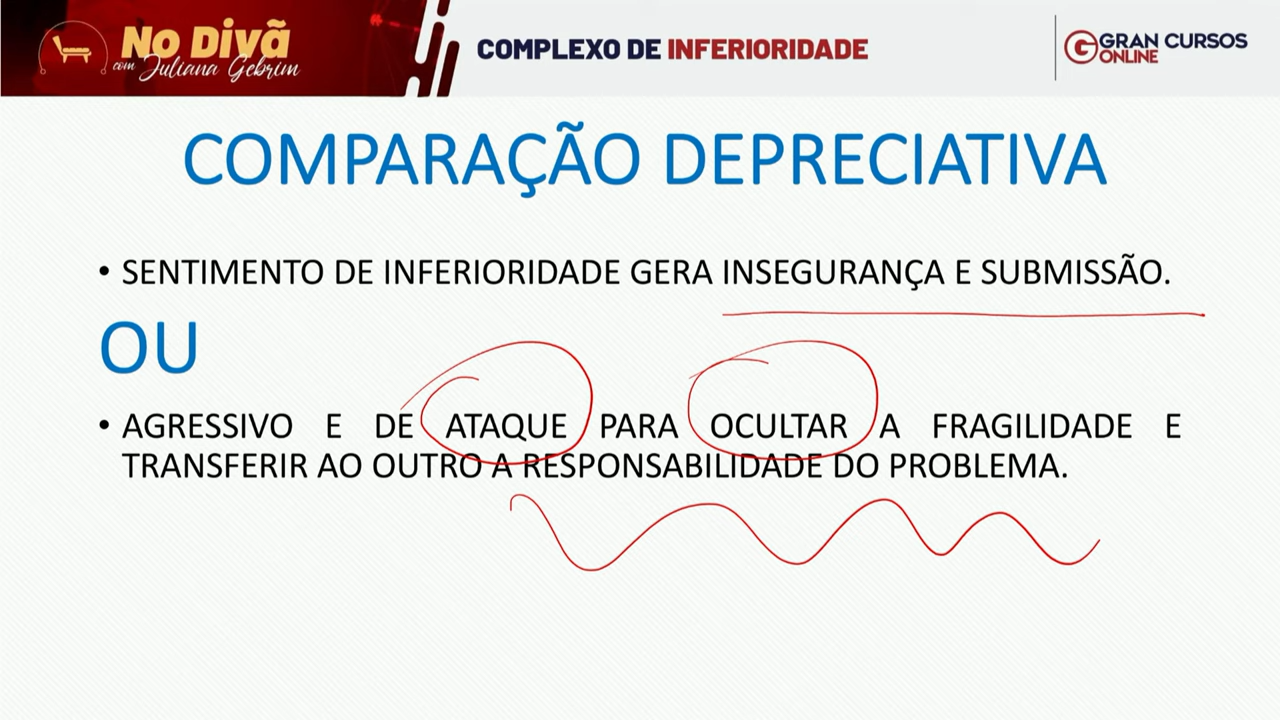 No Divã
com Juliana Gebrim
COMPLEXO DE INFERIORIDADE
GRAN CURSOS
ONLINE
COMPARAÇÃO DEPRECIATIVA
• SENTIMENTO DE INFERIORIDADE GERA INSEGURANÇA E SUBMISSÃO.
OU
• AGRESSIVO E DE ATAQUE PARA OCULTAR A FRAGILIDADE E
TRANSFERIR AO OUTRO A RESPONSABILIDADE DO PROBLEMA.